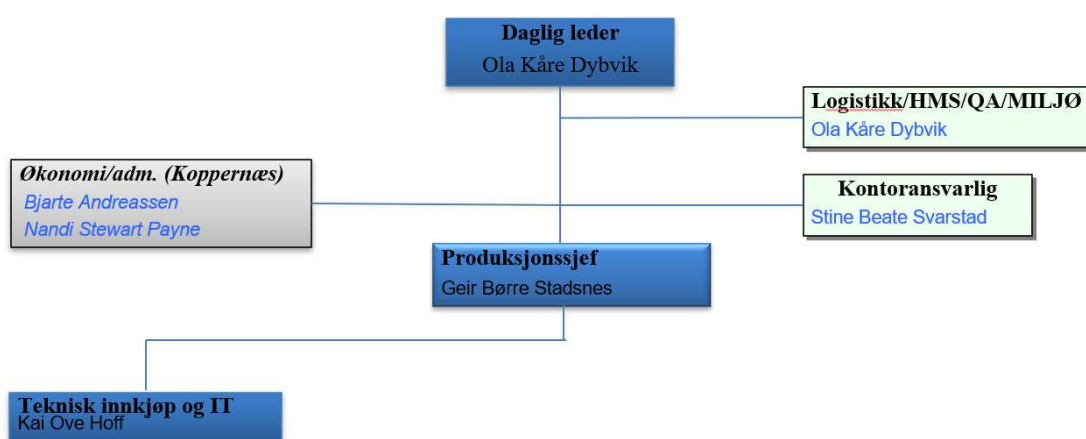 Daglig leder
Ola Kåre Dybvik
Logistikk/HMS/QA/MILJØ
Ola Kåre Dybvik
Økonomi/adm. (Koppernæs)
Bjarte Andreassen
Nandi Stewart Payne
Kontoransvarlig
Stine Beate Svarstad
Produksjonssjef
Geir Børre Stadsnes
Teknisk innkjøp og IT
Kai Ove Hoff